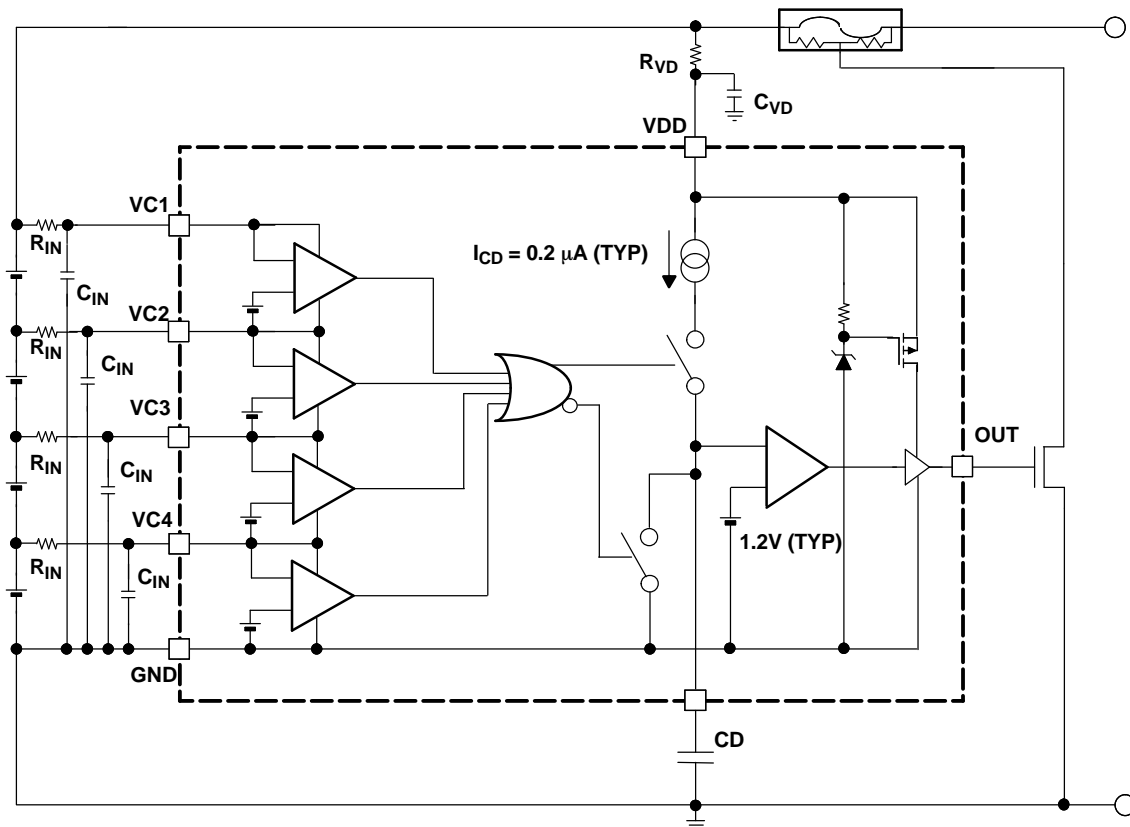 RVD
CVD
VDD
VC1
RIN
ICD = 0.2 μA (TYP)
CIN
VC2
RIN
CIN
VC3
OUT
RIN
CIN
VC4
1.2V (TYP)
RIN
CIN
GND
CD